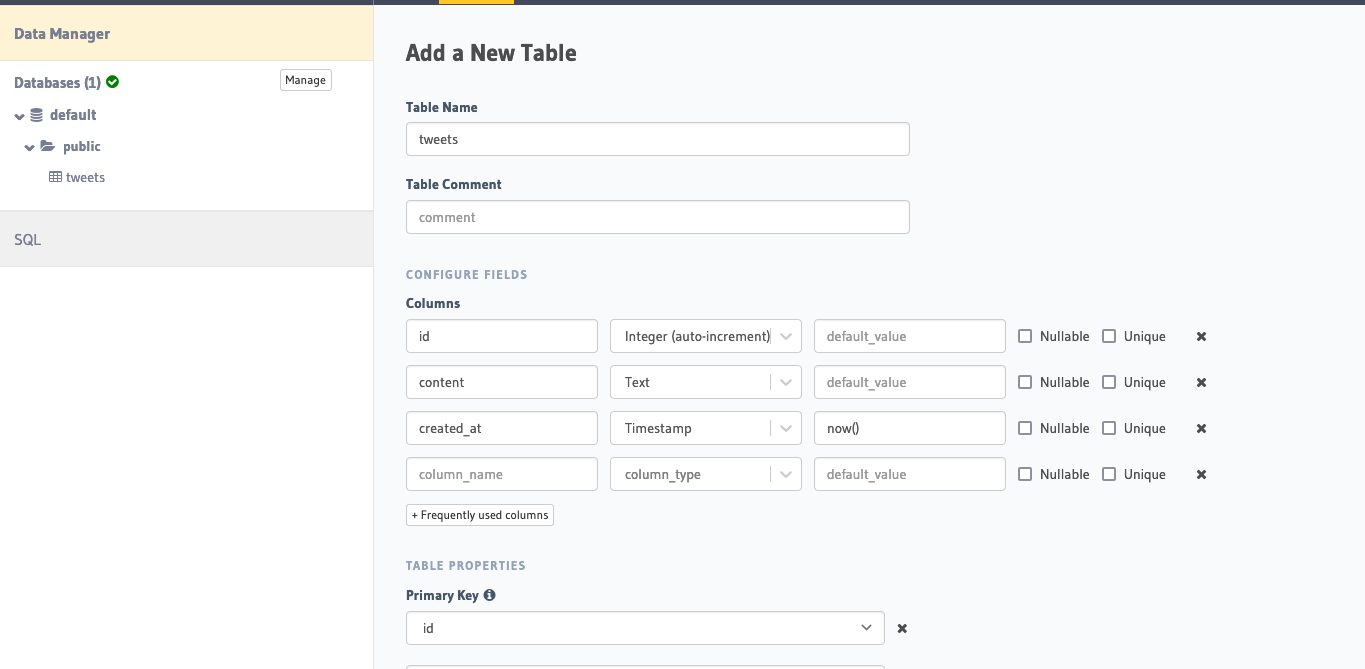 Data Manager
Databases (1)
Manage
default
public
tweets
SQL
Add a New Table
Table Name
tweets
Table Comment
comment
CONFIGURE FIELDS
Columns
id Integer (auto-increment) default_value Nullable Unique
content Text default_value Nullable Unique
created_at Timestamp now() Nullable Unique
column_name column_type default_value Nullable Unique
+ Frequently used columns
TABLE PROPERTIES
Primary Key
id